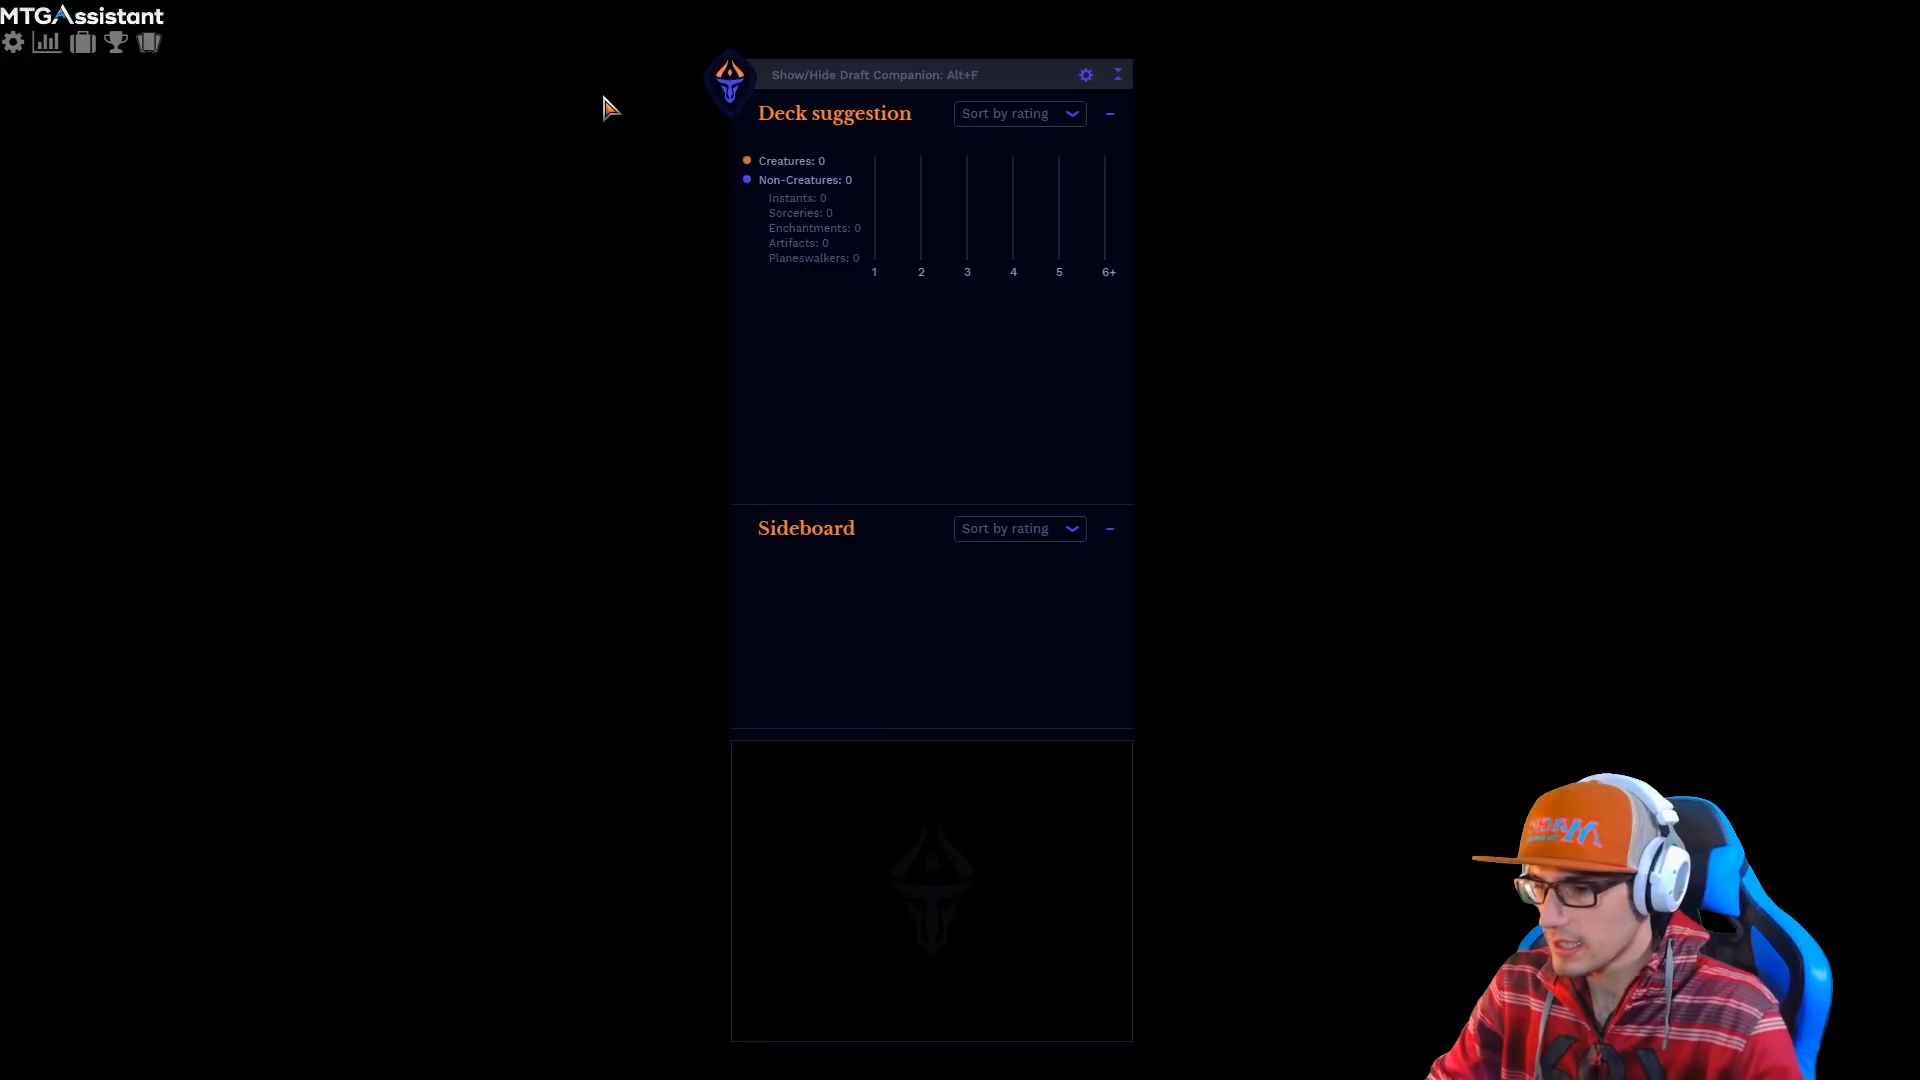 MTGAssistant
Show/Hide Draft Companion: Alt+F
Deck suggestion
Sort by rating
Creatures: 0
Non-Creatures: 0
Instants: 0
Sorceries: 0
Enchantments: 0
Artifacts: 0
Planeswalkers: 0
1 2 3 4 5 6+
Sideboard
Sort by rating